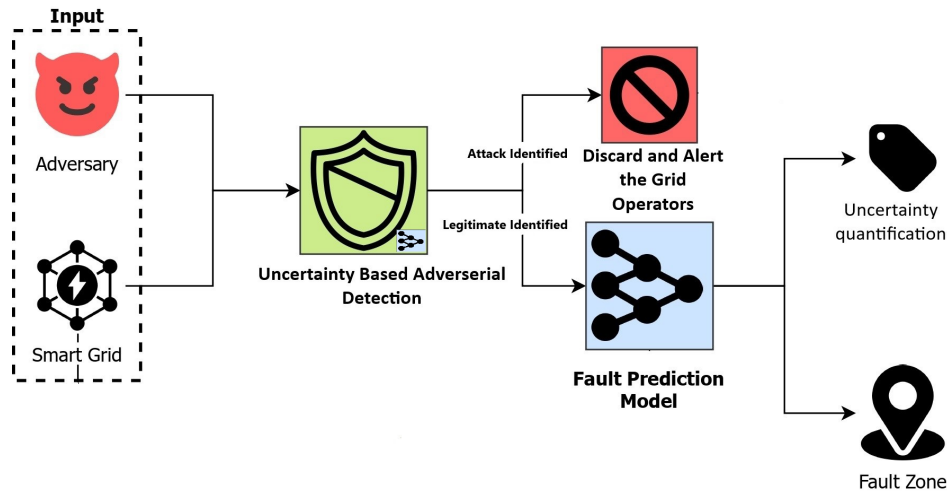 Input
Adversary
Smart Grid
Uncertainty Based Adverserial
Detection
Attack Identified
Legitimate Identified
Discard and Alert
the Grid
Operators
Fault Prediction
Model
Uncertainty
quantification
Fault Zone